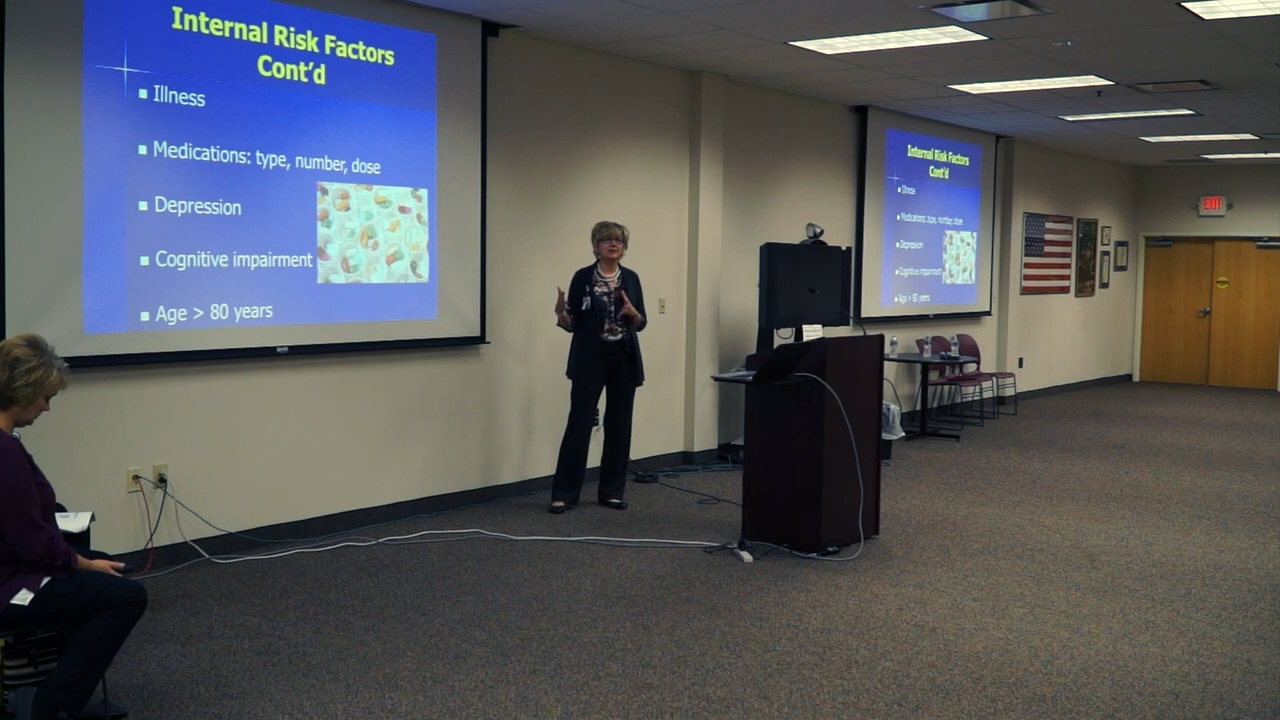 Internal Risk Factors
Cont'd
■ Illness
■ Medications: type, number, dose
■ Depression
■ Cognitive impairment
■ Age > 80 years
Internal Risk Factors
Cont'd
■ Illness
■ Medications: type, number, dose
■ Depression
■ Cognitive impairment
■ Age > 80 years
EXIT